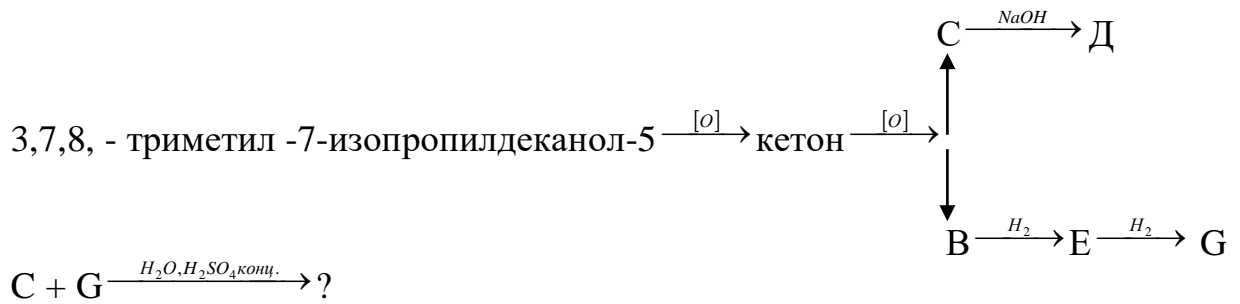 С NaOH Д
3,7,8, - триметил -7-изопропилдеканол-5 [O] кетон [O]
В H₂ Е H₂ G
С + G H₂O,H₂SO₄конц. ?